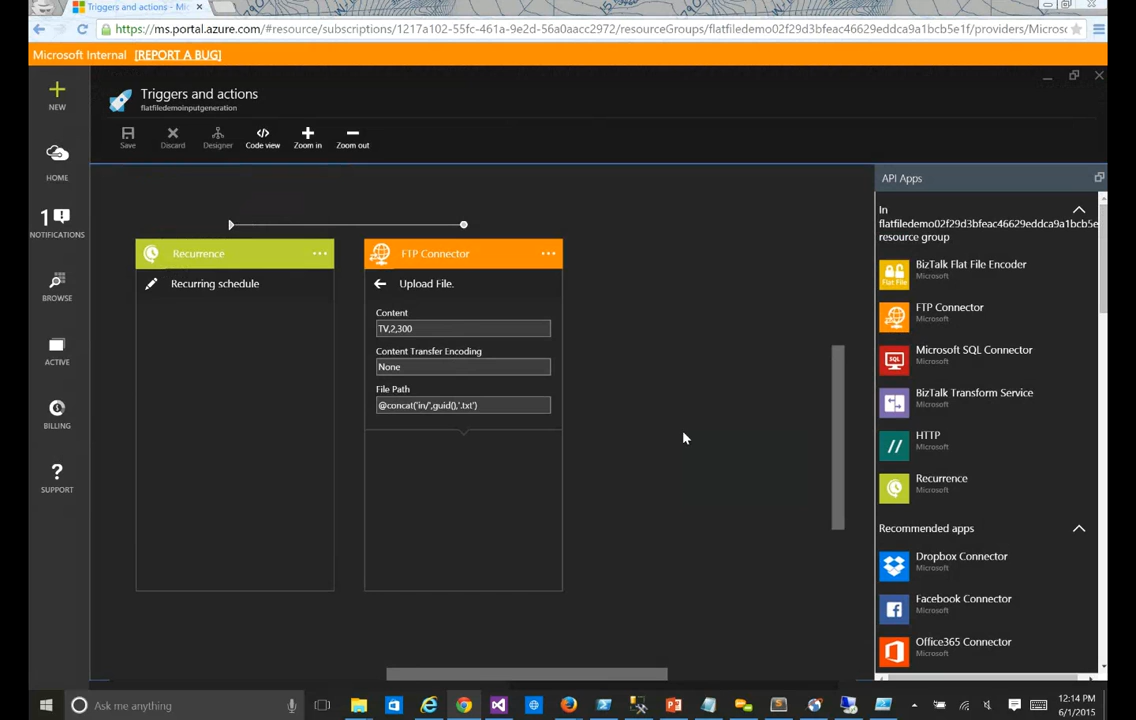 Triggers and actions - Mic
https://ms.portal.azure.com/#resource/subscriptions/1217a102-55fc-461a-9e2d-56a0aacc2972/resourceGroups/flatfiledemo02f29d3bfeac46629eddca9a1bcb5e1f/providers/Micros
Microsoft Internal [REPORT A BUG]
NEW
HOME
1
NOTIFICATIONS
BROWSE
ACTIVE
BILLING
?
SUPPORT
Triggers and actions
flatfiledemoinputgeneration
Save Discard Designer Code view Zoom in Zoom out
Recurrence
Recurring schedule
FTP Connector
Upload File.
Content
TV,2,300
Content Transfer Encoding
None
File Path
@concat('in/',guid(),'.txt')
API Apps
In
flatfiledemo02f29d3bfeac46629eddca9a1bcb5e
resource group
Flat File
BizTalk Flat File Encoder
Microsoft
FTP Connector
Microsoft
SQL
Microsoft SQL Connector
Microsoft
BizTalk Transform Service
Microsoft
//
HTTP
Microsoft
Recurrence
Microsoft
Recommended apps
Dropbox Connector
Microsoft
Facebook Connector
Microsoft
Office365 Connector
Microsoft
Ask me anything
12:14 PM
6/1/2015